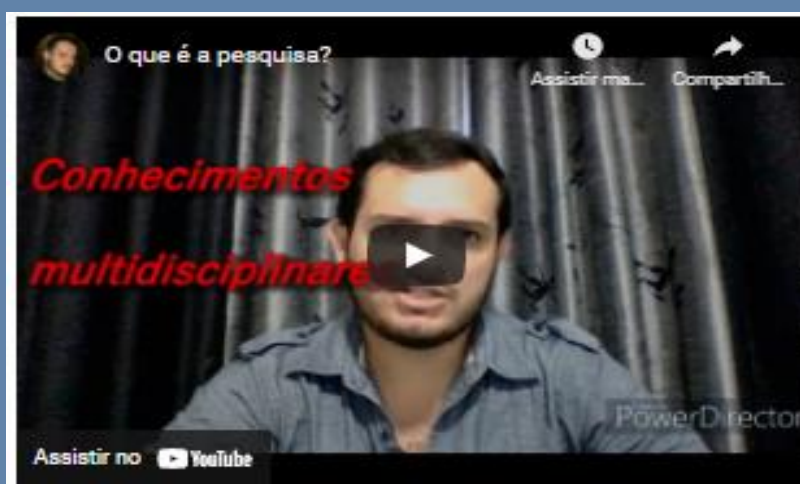 O que é a pesquisa?
Assistir ma...
Compartilh...
Conhecimentos
multidisciplinare
PowerDirector
Assistir no YouTube